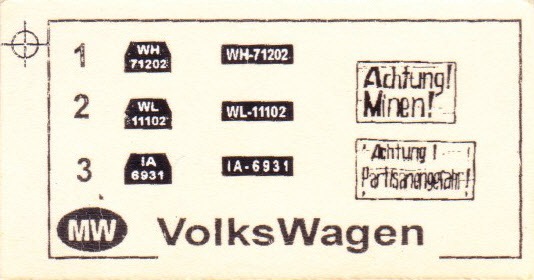 1
WH
71202
WH-71202
Achtung!
Minen!
2
WL
11102
WL-11102
3
IA
6931
IA-6931
Achtung!
Partisanengefahr!
MW
VolksWagen